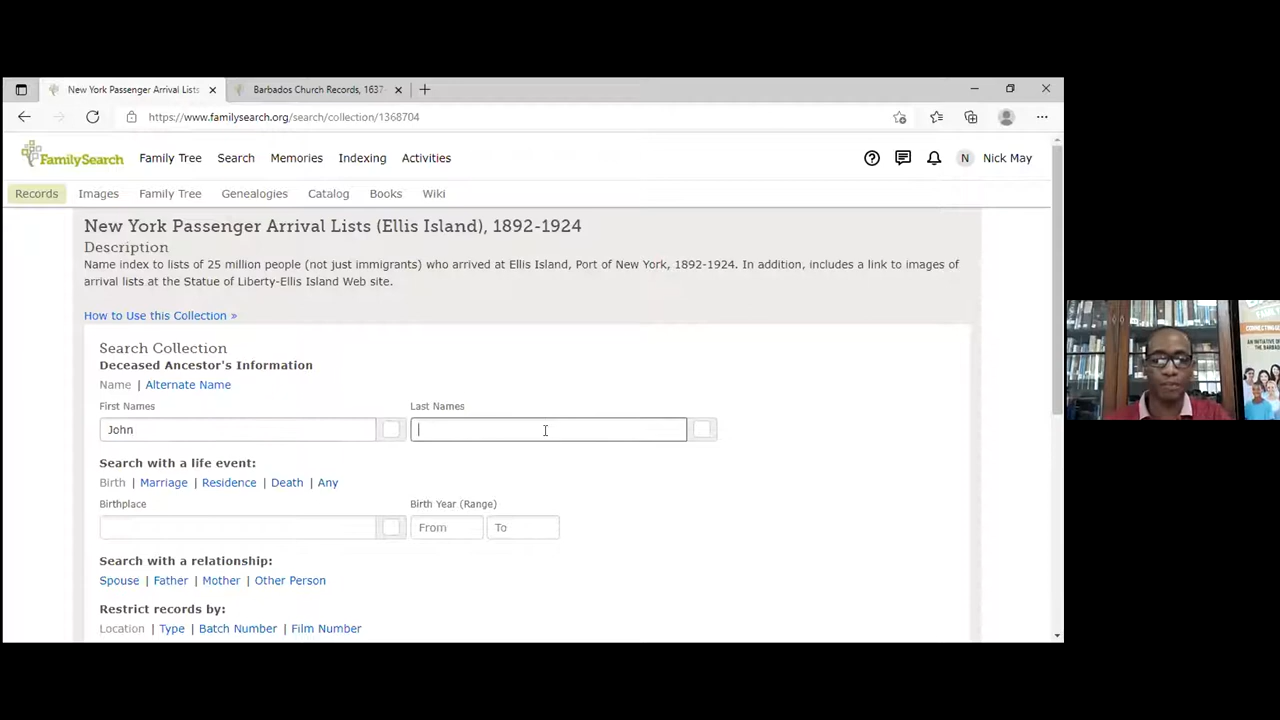 New York Passenger Arrival Lists
Barbados Church Records, 1637-
https://www.familysearch.org/search/collection/1368704
FamilySearch
Family Tree
Search
Memories
Indexing
Activities
N
Nick May
Records
Images
Family Tree
Genealogies
Catalog
Books
Wiki
New York Passenger Arrival Lists (Ellis Island), 1892-1924
Description
Name index to lists of 25 million people (not just immigrants) who arrived at Ellis Island, Port of New York, 1892-1924. In addition, includes a link to images of
arrival lists at the Statue of Liberty-Ellis Island Web site.
How to Use this Collection »
Search Collection
Deceased Ancestor's Information
Name | Alternate Name
First Names
Last Names
John
Search with a life event:
Birth | Marriage | Residence | Death | Any
Birthplace
Birth Year (Range)
From
To
Search with a relationship:
Spouse | Father | Mother | Other Person
Restrict records by:
Location | Type | Batch Number | Film Number
AN INITIATIVE OF
THE BARBAD